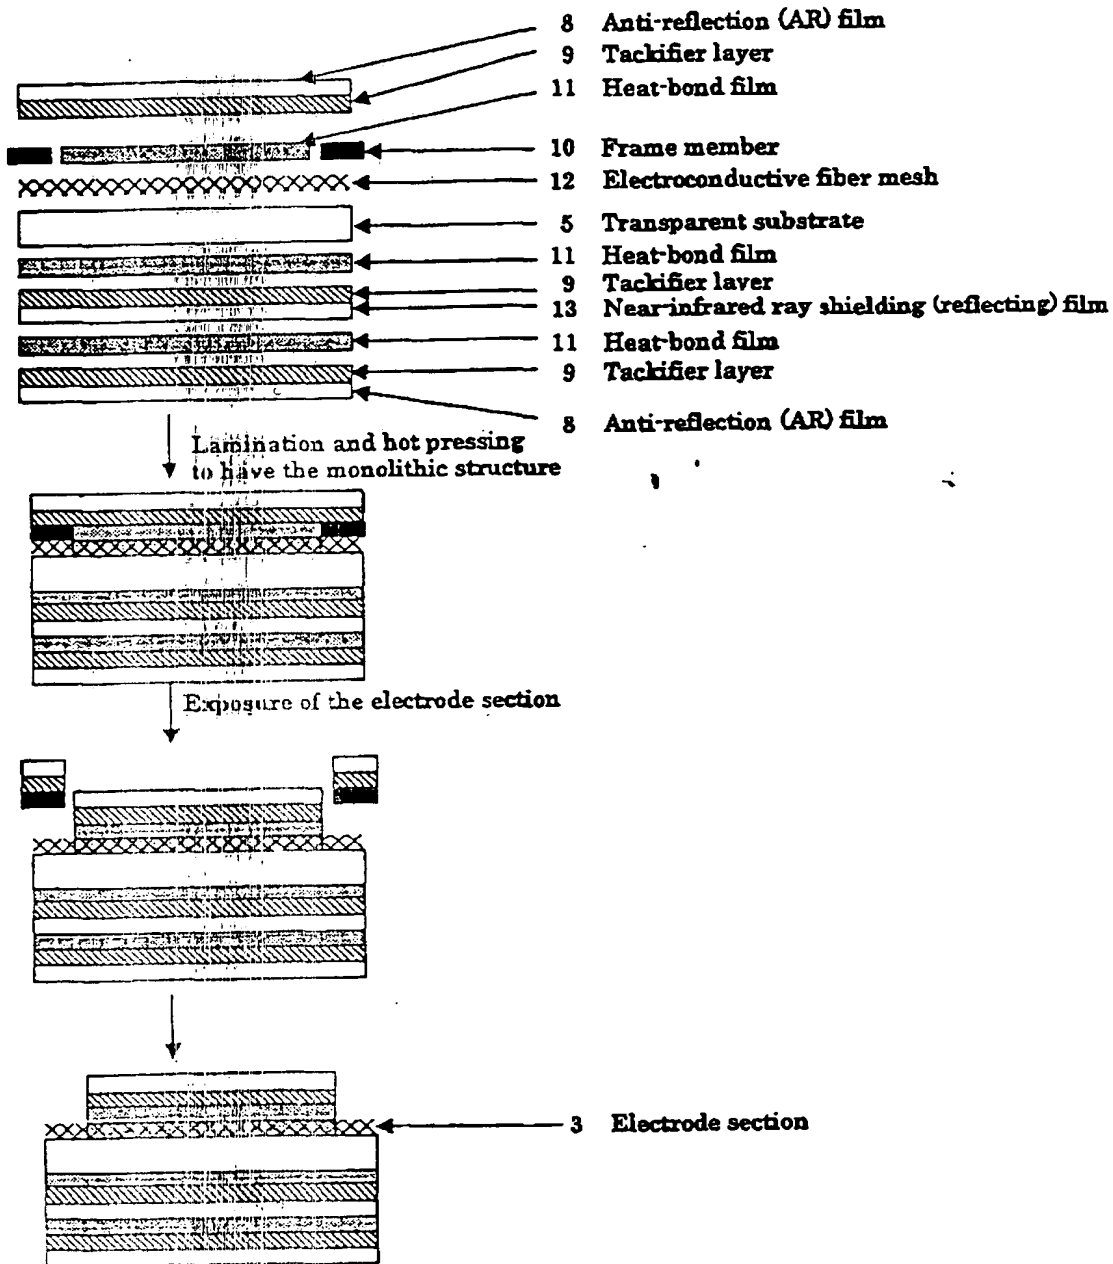 8 Anti-reflection (AR) film
9 Tackifier layer
11 Heat-bond film
10 Frame member
12 Electroconductive fiber mesh
5 Transparent substrate
11 Heat-bond film
9 Tackifier layer
13 Near-infrared ray shielding (reflecting) film
11 Heat-bond film
9 Tackifier layer
8 Anti-reflection (AR) film
Lamination and hot pressing
to have the monolithic structure
Exposure of the electrode section
3 Electrode section